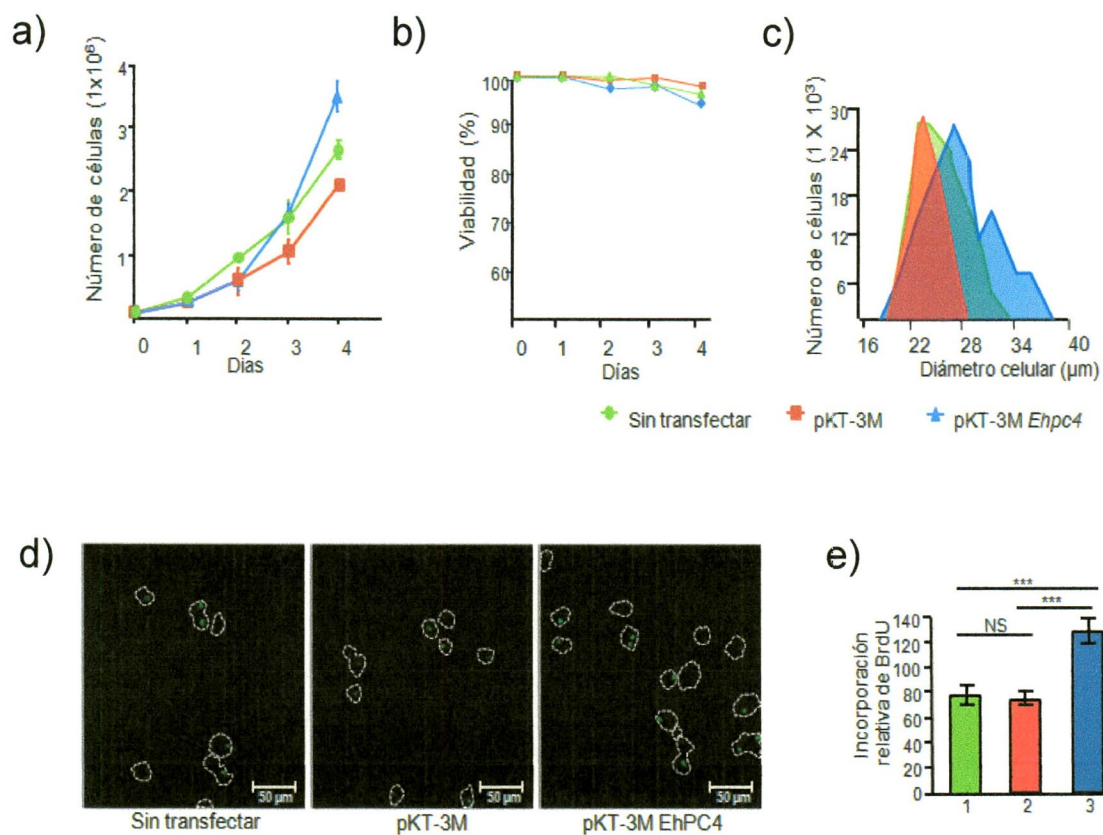 a)
Número de células (1x10⁶)
4
3
2
1
0 1 2 3 4
Días
b)
Viabilidad (%)
100
90
80
70
60
0 1 2 3 4
Días
c)
Número de células (1 X 10³)
30
24
18
12
6
16 22 28 34 40
Diámetro celular (µm)
Sin transfectar pKT-3M pKT-3M Ehpc4
d)
50 µm 50 µm 50 µm
Sin transfectar pKT-3M pKT-3M EhPC4
e)
Incorporación
relativa de BrdU
140
120
100
80
60
40
20
0
***
***
NS
1 2 3